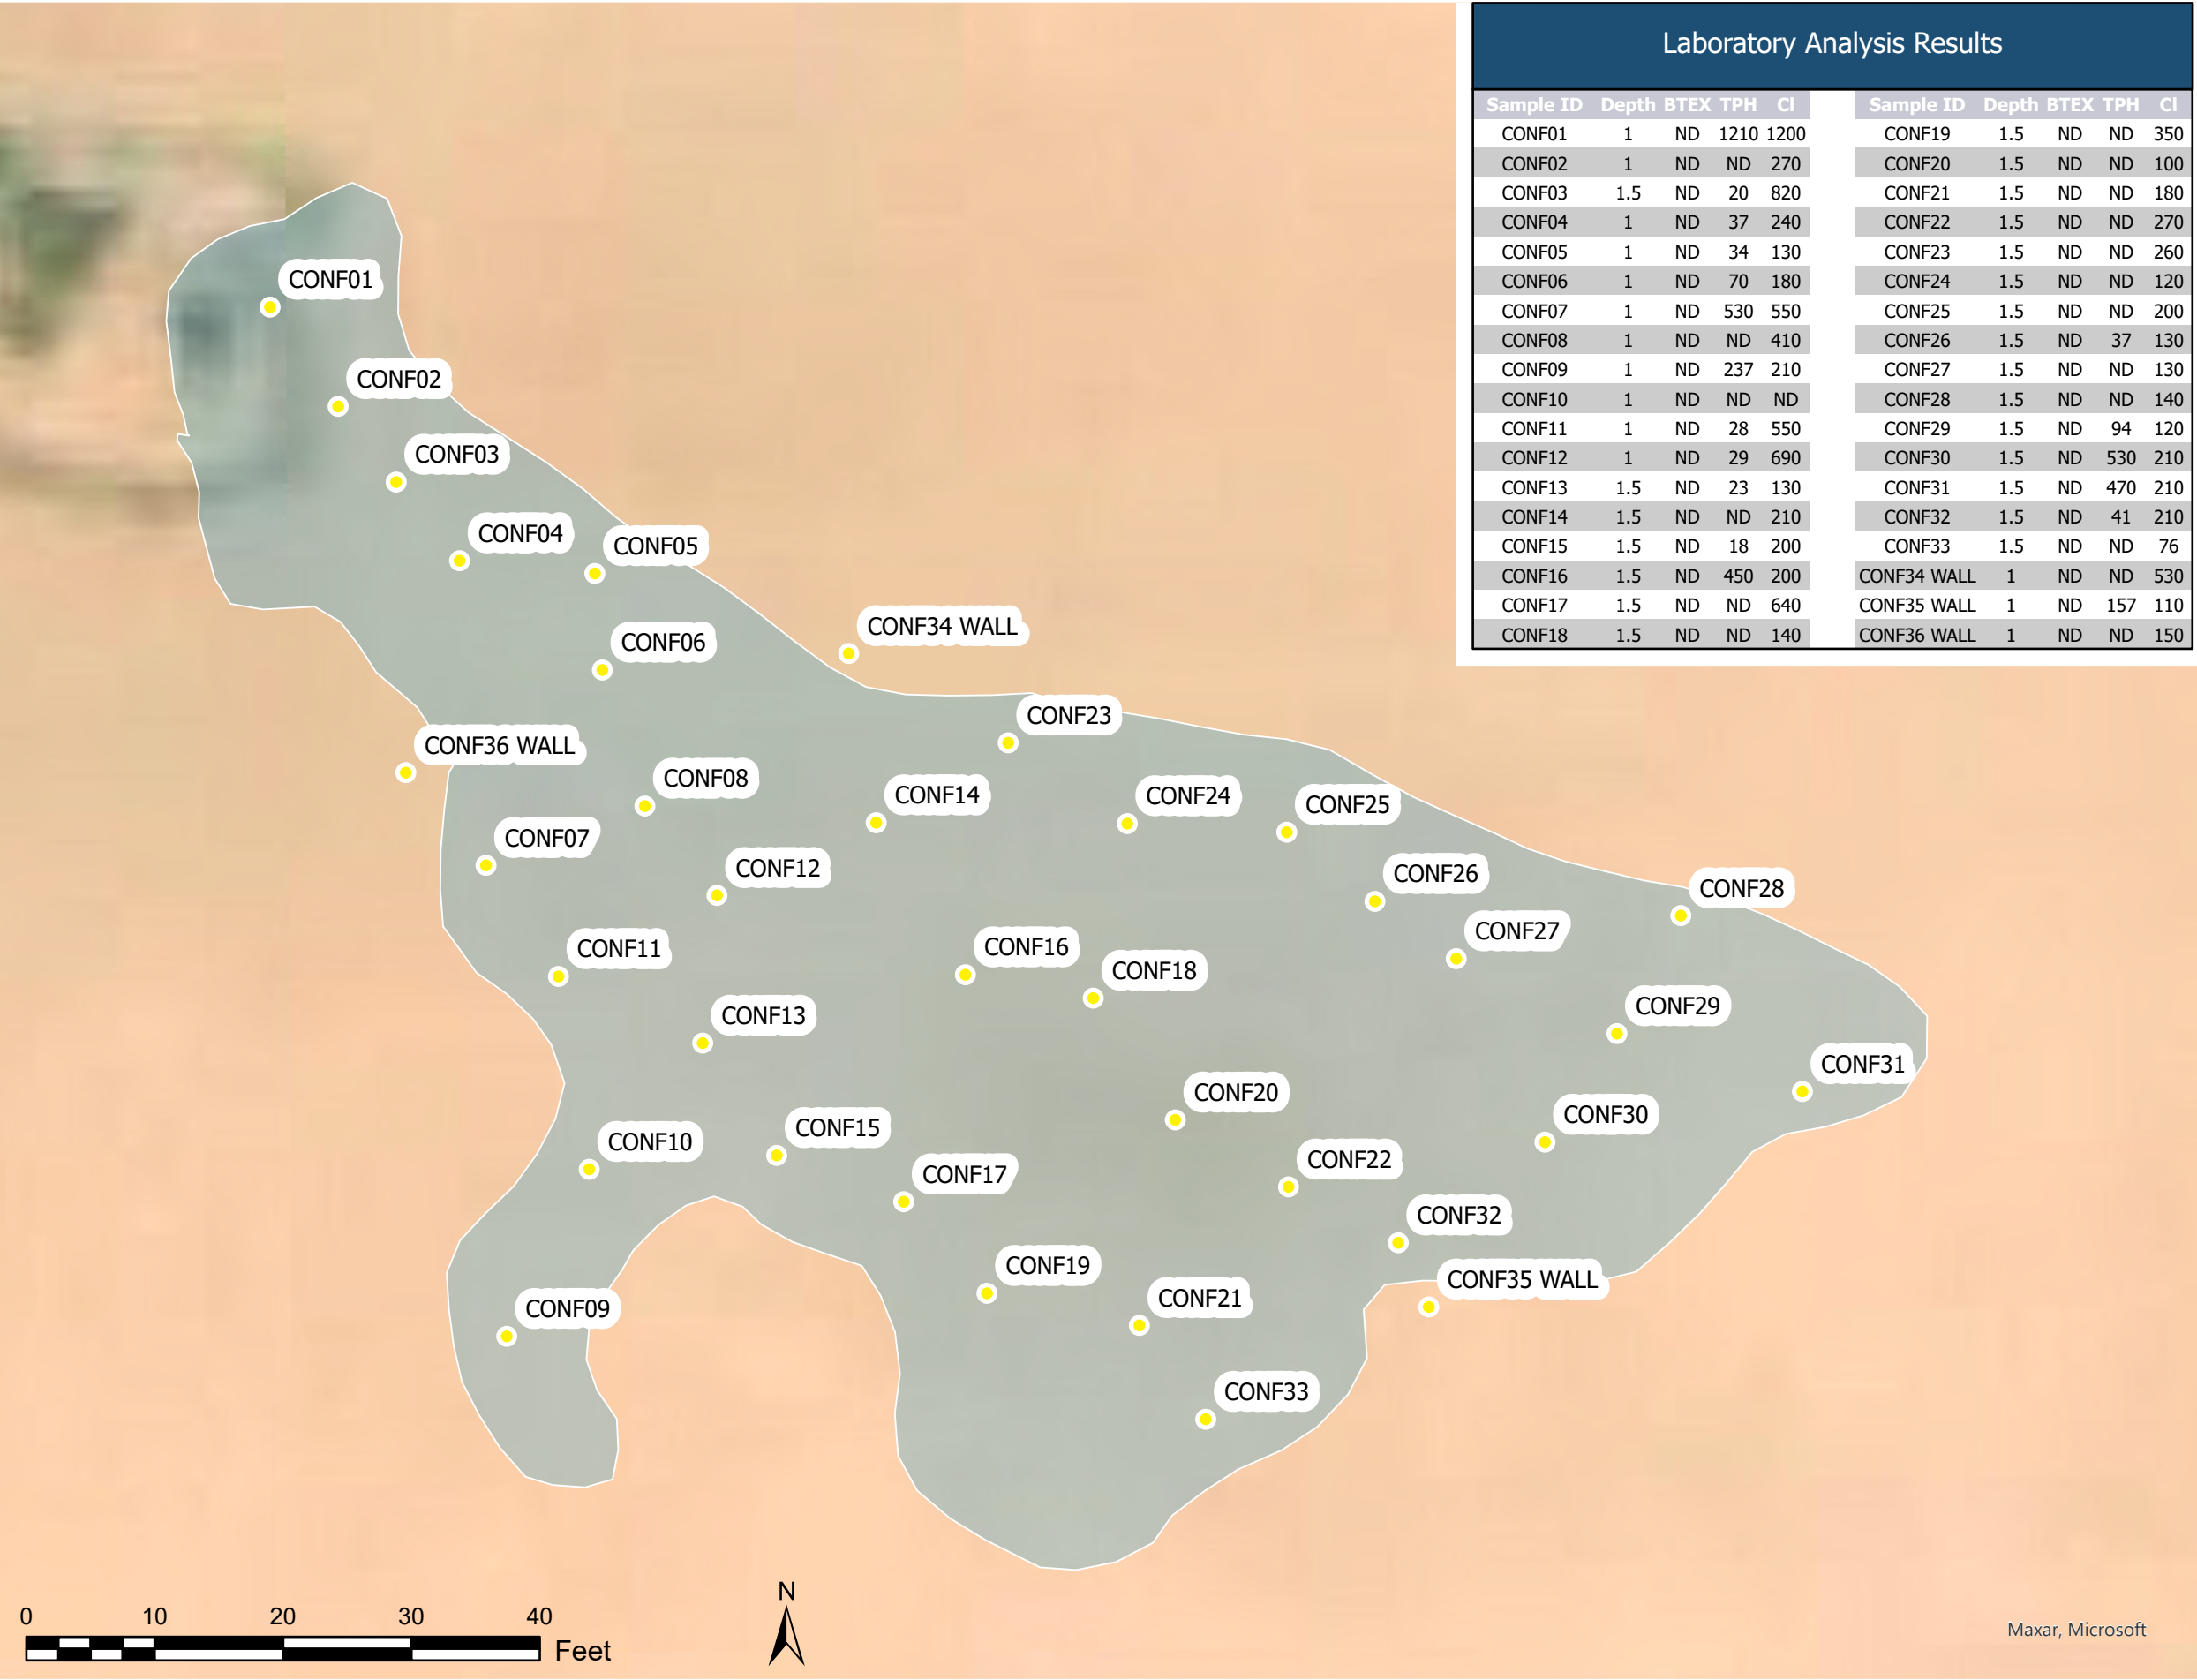 Laboratory Analysis Results
Sample ID Depth BTEX TPH Cl Sample ID Depth BTEX TPH Cl
CONF01 1 ND 1210 1200 CONF19 1.5 ND ND 350
CONF02 1 ND ND 270 CONF20 1.5 ND ND 100
CONF03 1.5 ND 20 820 CONF21 1.5 ND ND 180
CONF04 1 ND 37 240 CONF22 1.5 ND ND 270
CONF05 1 ND 34 130 CONF23 1.5 ND ND 260
CONF06 1 ND 70 180 CONF24 1.5 ND ND 120
CONF07 1 ND 530 550 CONF25 1.5 ND ND 200
CONF08 1 ND ND 410 CONF26 1.5 ND 37 130
CONF09 1 ND 237 210 CONF27 1.5 ND ND 130
CONF10 1 ND ND ND CONF28 1.5 ND ND 140
CONF11 1 ND 28 550 CONF29 1.5 ND 94 120
CONF12 1 ND 29 690 CONF30 1.5 ND 530 210
CONF13 1.5 ND 23 130 CONF31 1.5 ND 470 210
CONF14 1.5 ND ND 210 CONF32 1.5 ND 41 210
CONF15 1.5 ND 18 200 CONF33 1.5 ND ND 76
CONF16 1.5 ND 450 200 CONF34 WALL 1 ND ND 530
CONF17 1.5 ND ND 640 CONF35 WALL 1 ND 157 110
CONF18 1.5 ND ND 140 CONF36 WALL 1 ND ND 150
CONF01
CONF02
CONF03
CONF04
CONF05
CONF34 WALL
CONF06
CONF23
CONF36 WALL
CONF08
CONF14
CONF24
CONF25
CONF07
CONF12
CONF26
CONF28
CONF27
CONF11
CONF16
CONF18
CONF29
CONF13
CONF31
CONF20
CONF30
CONF15
CONF10
CONF22
CONF17
CONF32
CONF19
CONF35 WALL
CONF21
CONF09
CONF33
N
0 10 20 30 40
Feet
Maxar, Microsoft